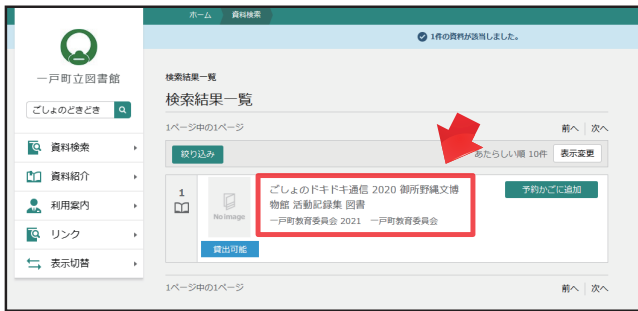 ホーム 資料検索
1件の資料が該当しました。
一戸町立図書館
ごしょのどきどき
資料検索
資料紹介
利用案内
リンク
表示切替
検索結果一覧
検索結果一覧
1ページ中の1ページ
前へ 次へ
絞り込み
あたらしい順 10件 表示変更
1
No image
貸出可能
ごしょのドキドキ通信 2020 御所野縄文博
物館 活動記録集 図書
一戸町教育委員会 2021 一戸町教育委員会
予約かごに追加
1ページ中の1ページ
前へ 次へ